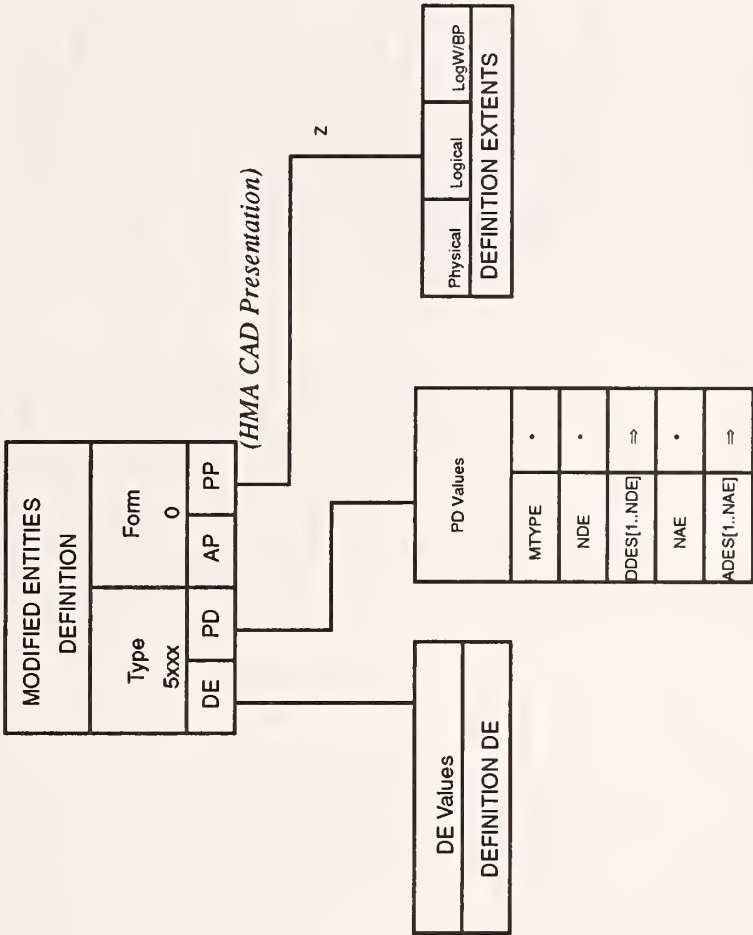 MODIFIED ENTITIES
DEFINITION
Type
5xxx
Form
0
DE
PD
AP
PP
(HMA CAD Presentation)
z
DE Values
DEFINITION DE
PD Values
MTYPE •
NDE •
DDES[1..NDE] ⇒
NAE •
ADES[1..NAE] ⇒
Physical
Logical
LogW/BP
DEFINITION EXTENTS